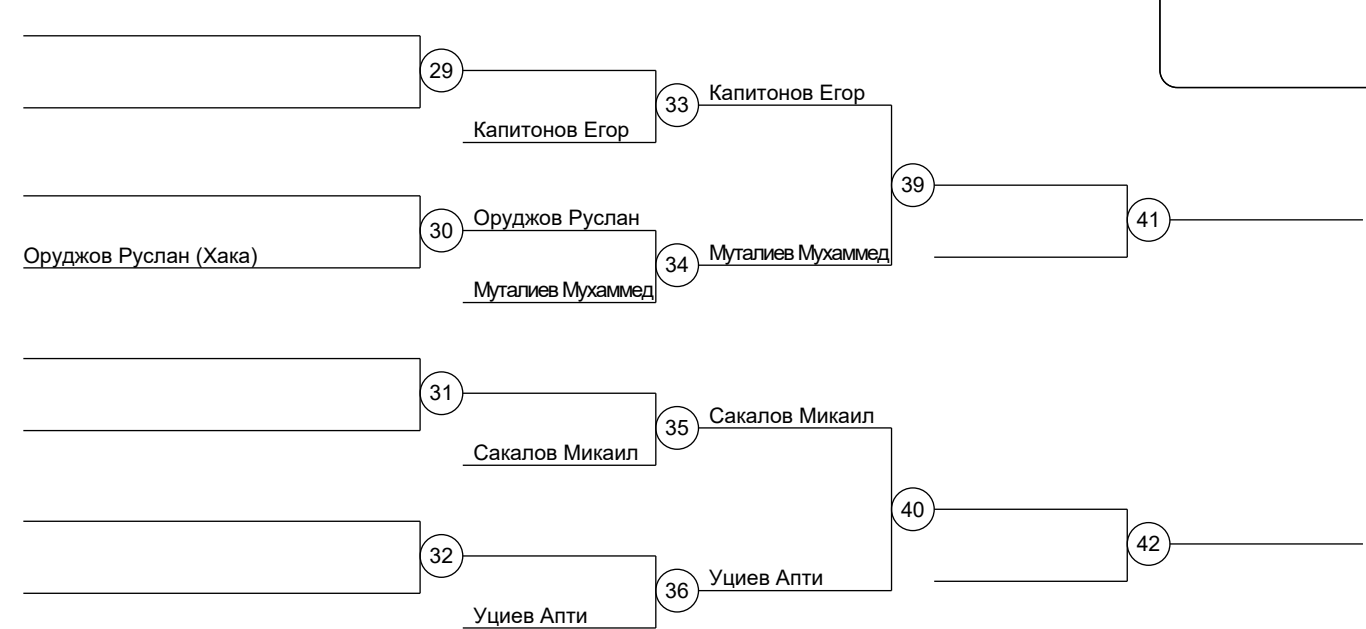 29
33
Капитонов Егор
Капитонов Егор
39
30
Оруджов Руслан
41
Оруджов Руслан (Хака)
34
Муталиев Мухаммед
Муталиев Мухаммед
31
35
Сакалов Микаил
Сакалов Микаил
40
32
42
36
Уциев Апти
Уциев Апти